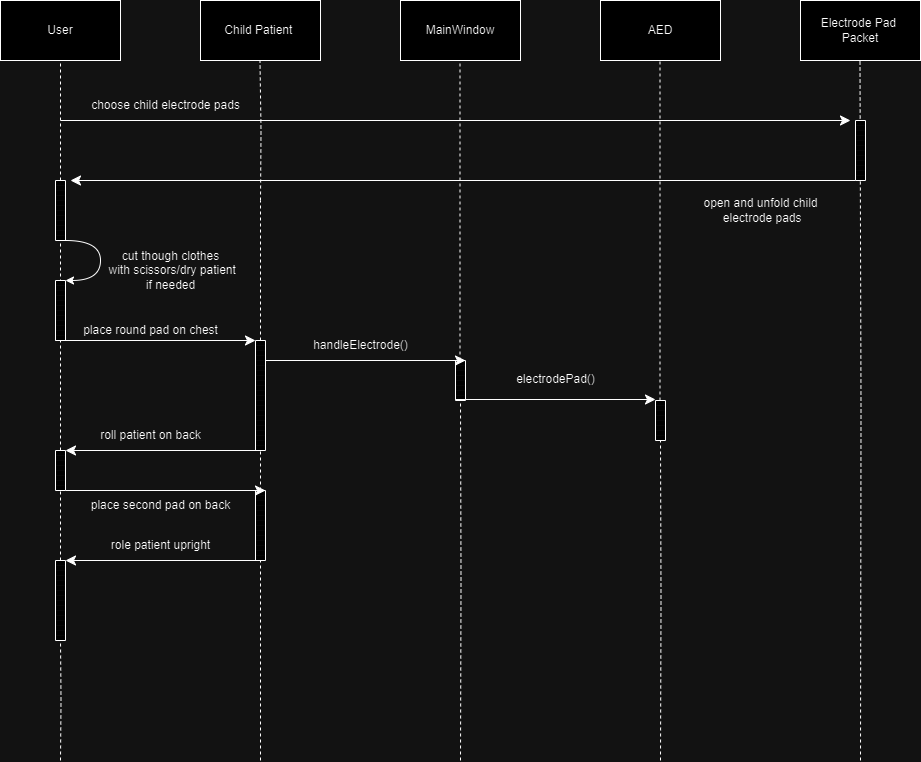 User
Child Patient
MainWindow
AED
Electrode Pad
Packet
choose child electrode pads
open and unfold child
electrode pads
cut though clothes
with scissors/dry patient
if needed
place round pad on chest
handleElectrode()
electrodePad()
roll patient on back
place second pad on back
role patient upright